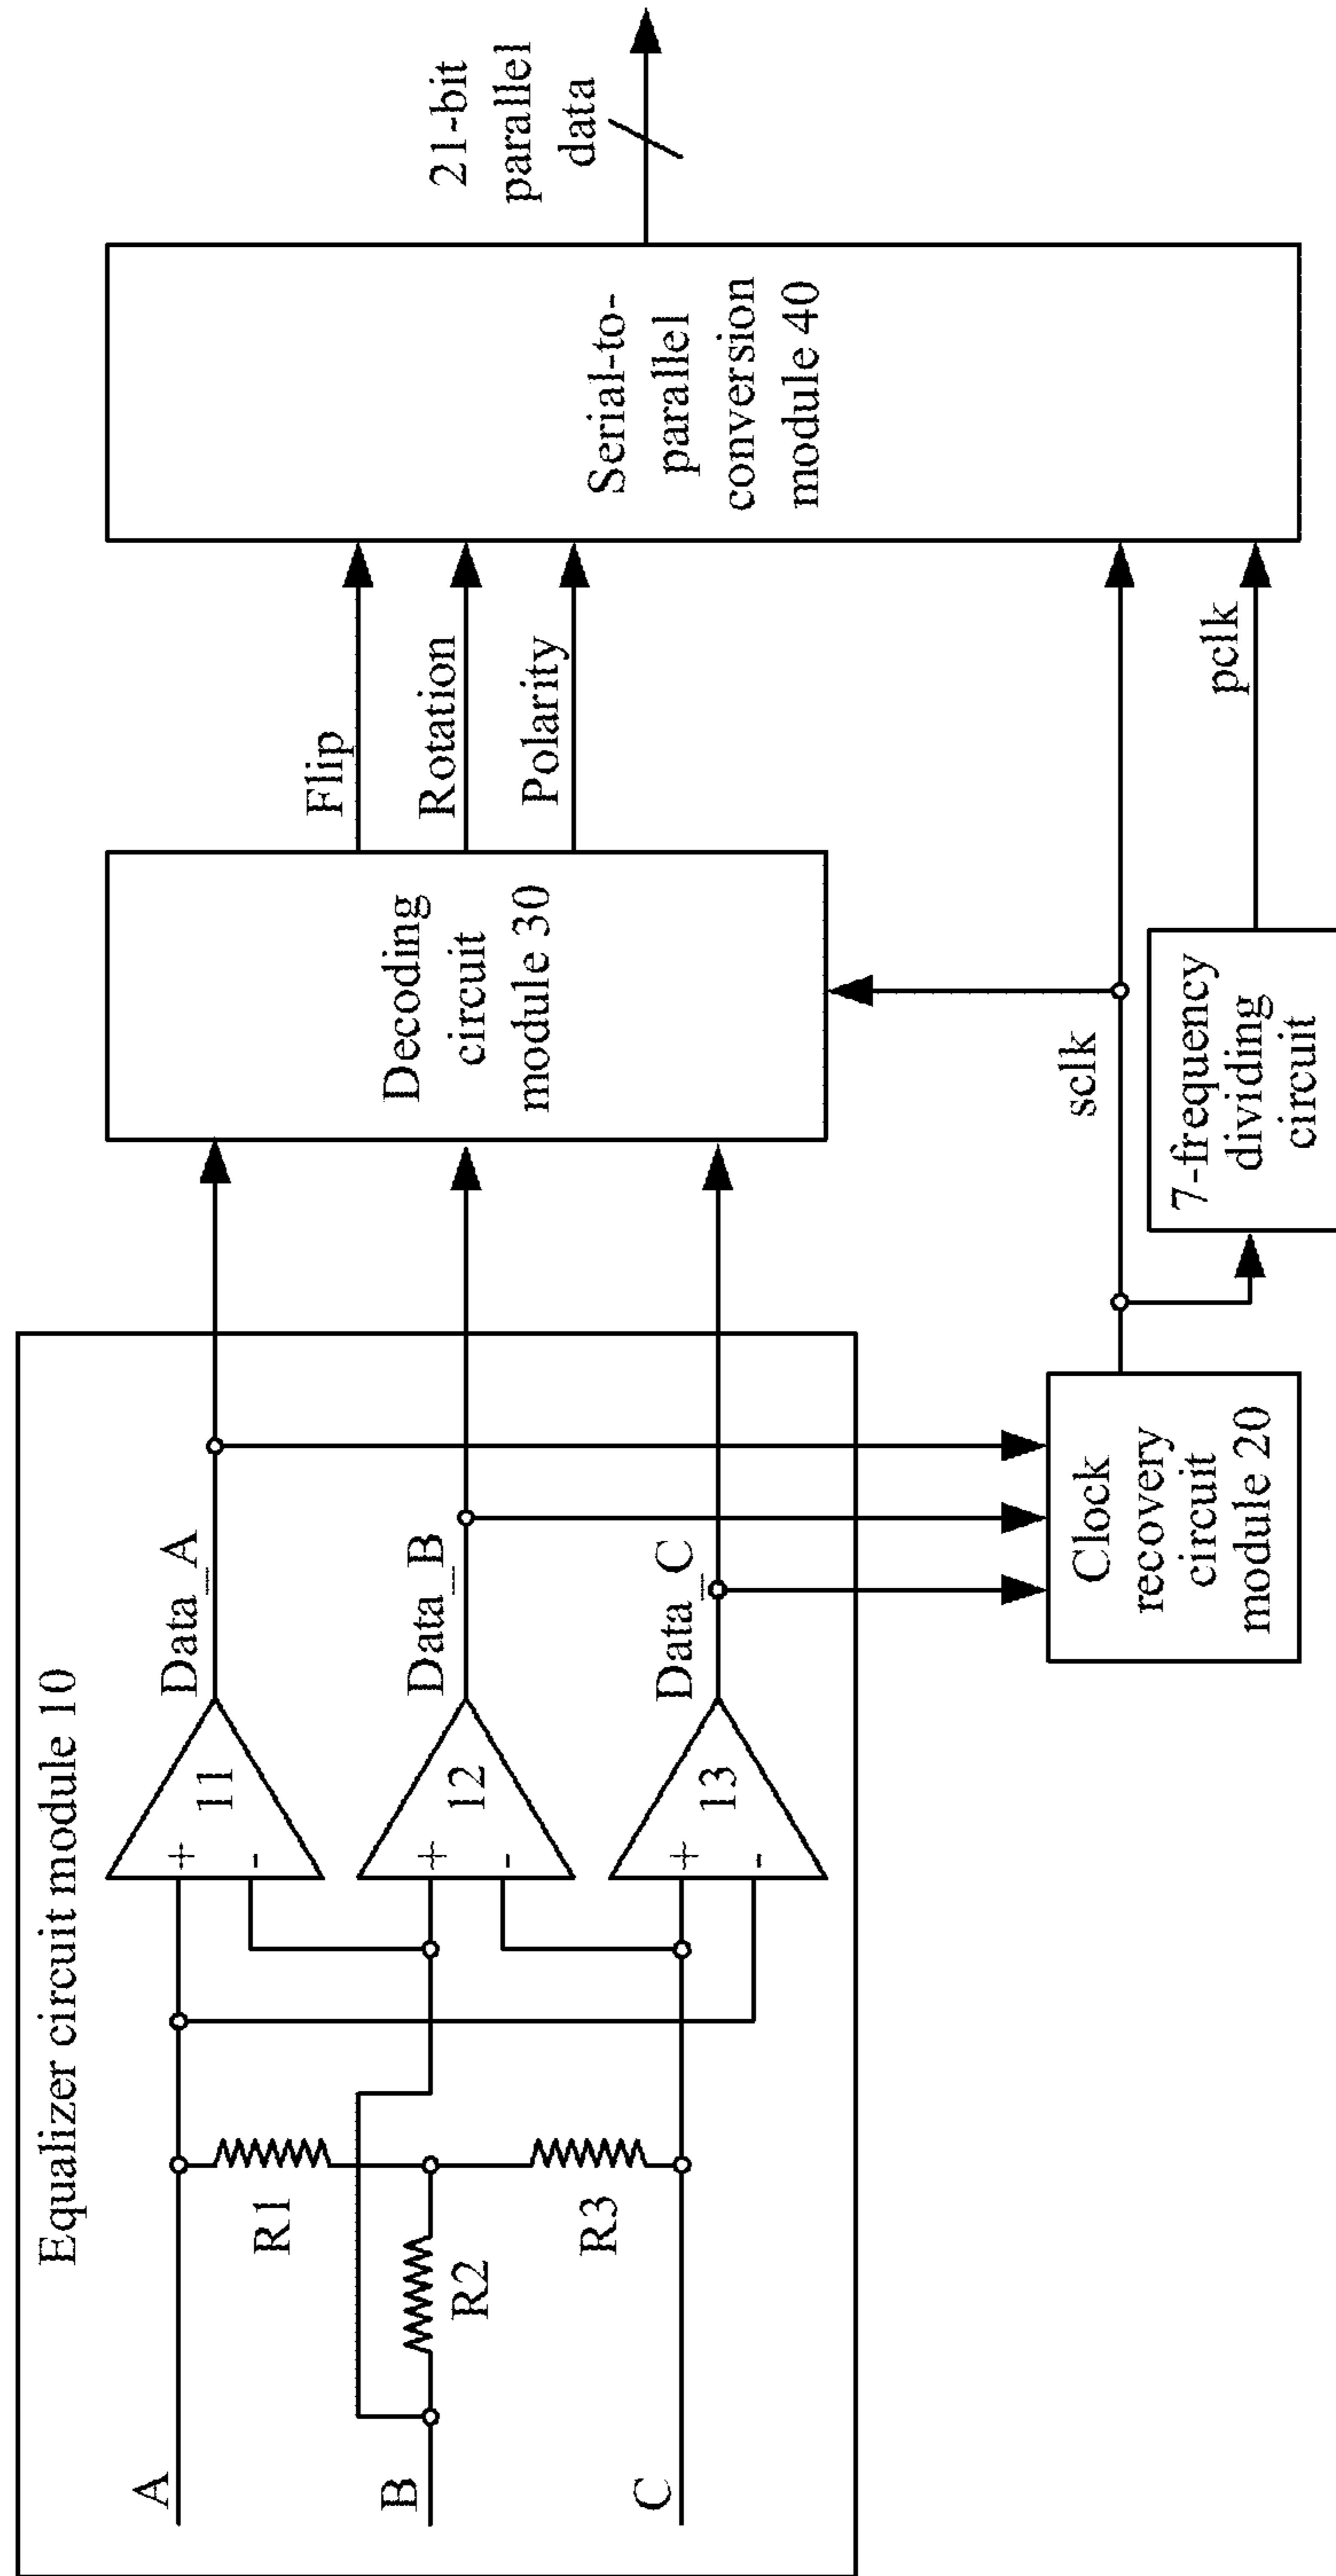 Equalizer circuit module 10
A
B
C
R1
R2
R3
+
-
11
+
-
12
+
-
13
Data_A
Data_B
Data_C
Clock
recovery
circuit
module 20
Decoding
circuit
module 30
sclk
7-frequency
dividing
circuit
Flip
Rotation
Polarity
pclk
Serial-to-
parallel
conversion
module 40
21-bit
parallel
data